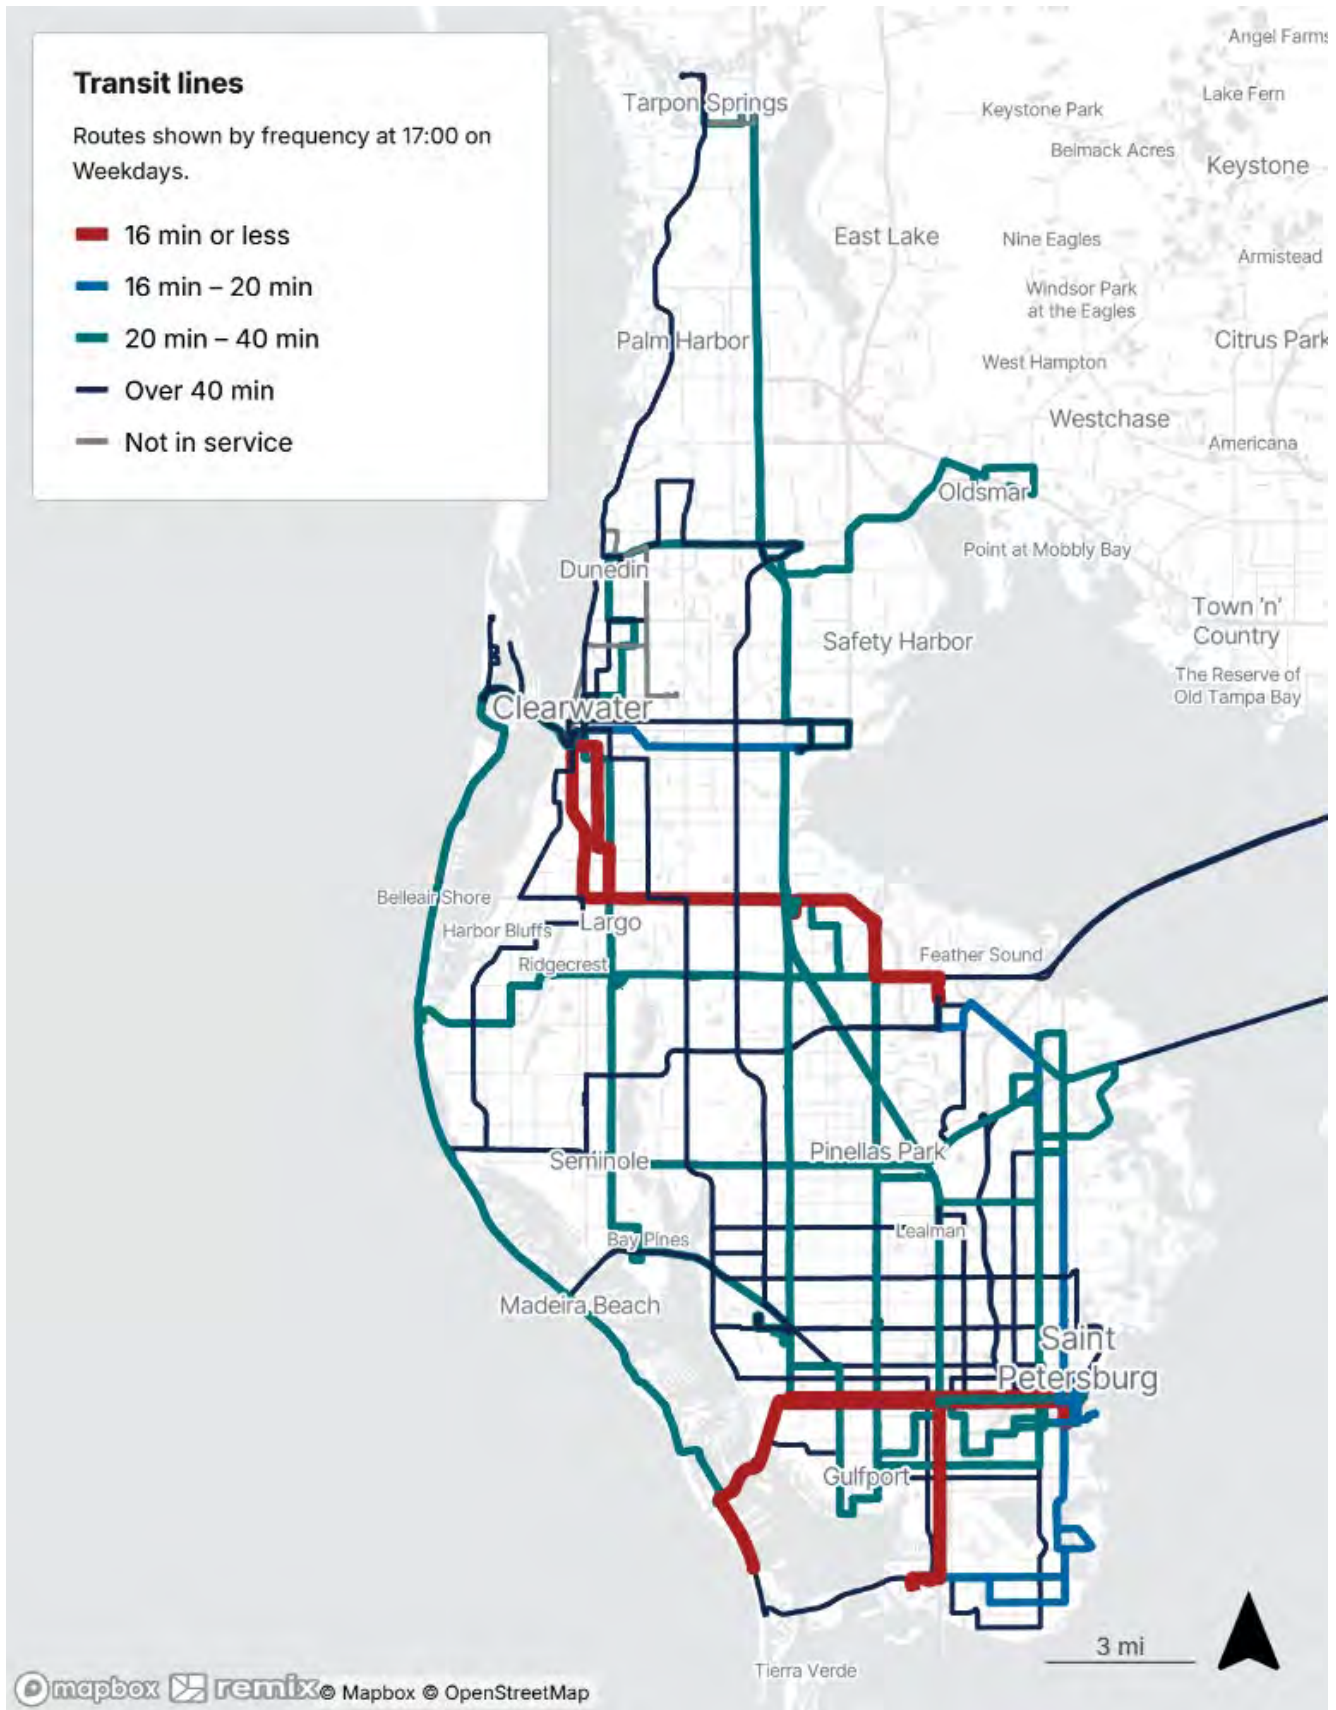 Transit lines
Routes shown by frequency at 17:00 on
Weekdays.
16 min or less
16 min – 20 min
20 min – 40 min
Over 40 min
Not in service
Angel Farms
Tarpon Springs
Keystone Park
Lake Fern
Belmack Acres
Keystone
East Lake
Nine Eagles
Armistead
Windsor Park
at the Eagles
Palm Harbor
Citrus Park
West Hampton
Westchase
Americana
Oldsmar
Point at Mobbly Bay
Dunedin
Town 'n'
Country
Safety Harbor
The Reserve of
Old Tampa Bay
Clearwater
Belleair Shore
Largo
Harbor Bluffs
Feather Sound
Ridgecrest
Pinellas Park
Seminole
Lealman
Bay Pines
Madeira Beach
Saint
Petersburg
Gulfport
3 mi
Tierra Verde
mapbox remix © Mapbox © OpenStreetMap